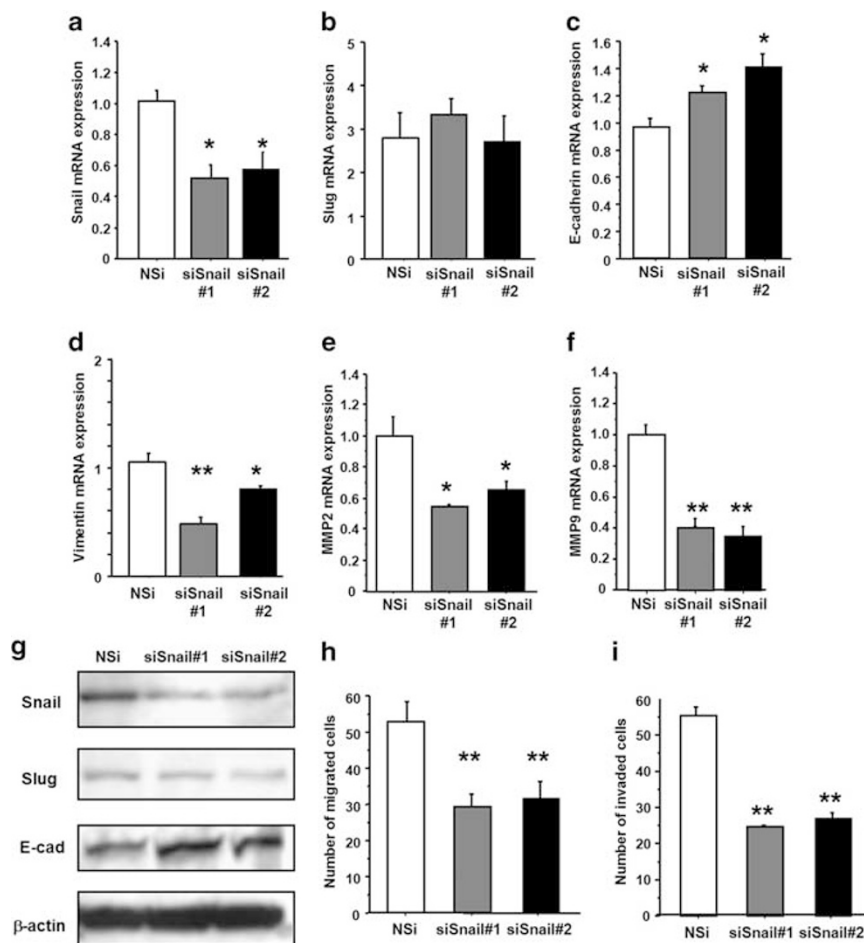 a
Snail mRNA expression
1.4
1.2
1.0
0.8
0.6
0.4
0.2
0
*
*
NSi
siSnail #1
siSnail #2
b
Slug mRNA expression
5
4
3
2
1
0
NSi
siSnail #1
siSnail #2
c
E-cadherin mRNA expression
1.6
1.4
1.2
1.0
0.8
0.6
0.4
0.2
0
*
*
NSi
siSnail #1
siSnail #2
d
Vimentin mRNA expression
2
1
0
**
*
NSi
siSnail #1
siSnail #2
e
MMP2 mRNA expression
1.4
1.2
1.0
0.8
0.6
0.4
0.2
0
*
*
NSi
siSnail #1
siSnail #2
f
MMP9 mRNA expression
1.4
1.2
1.0
0.8
0.6
0.4
0.2
0
**
**
NSi
siSnail #1
siSnail #2
g
NSi siSnail#1 siSnail#2
Snail
Slug
E-cad
β-actin
h
Number of migrated cells
60
50
40
30
20
10
0
**
**
NSi siSnail#1 siSnail#2
i
Number of invaded cells
60
50
40
30
20
10
0
**
**
NSi siSnail#1 siSnail#2